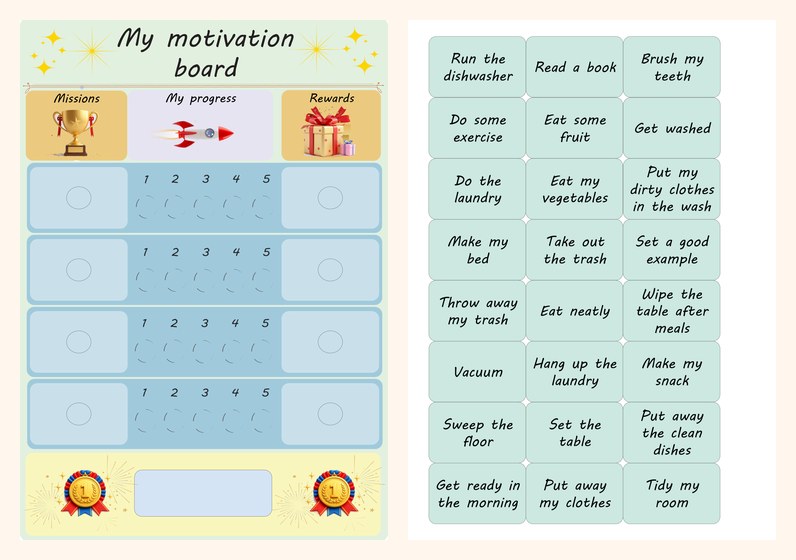 My motivation
board
Missions
My progress
Rewards
1 2 3 4 5
1 2 3 4 5
1 2 3 4 5
1 2 3 4 5
1
1
Run the
dishwasher
Read a book
Brush my
teeth
Do some
exercise
Eat some
fruit
Get washed
Do the
laundry
Eat my
vegetables
Put my
dirty clothes
in the wash
Make my
bed
Take out
the trash
Set a good
example
Throw away
my trash
Eat neatly
Wipe the
table after
meals
Vacuum
Hang up the
laundry
Make my
snack
Sweep the
floor
Set the
table
Put away
the clean
dishes
Get ready in
the morning
Put away
my clothes
Tidy my
room